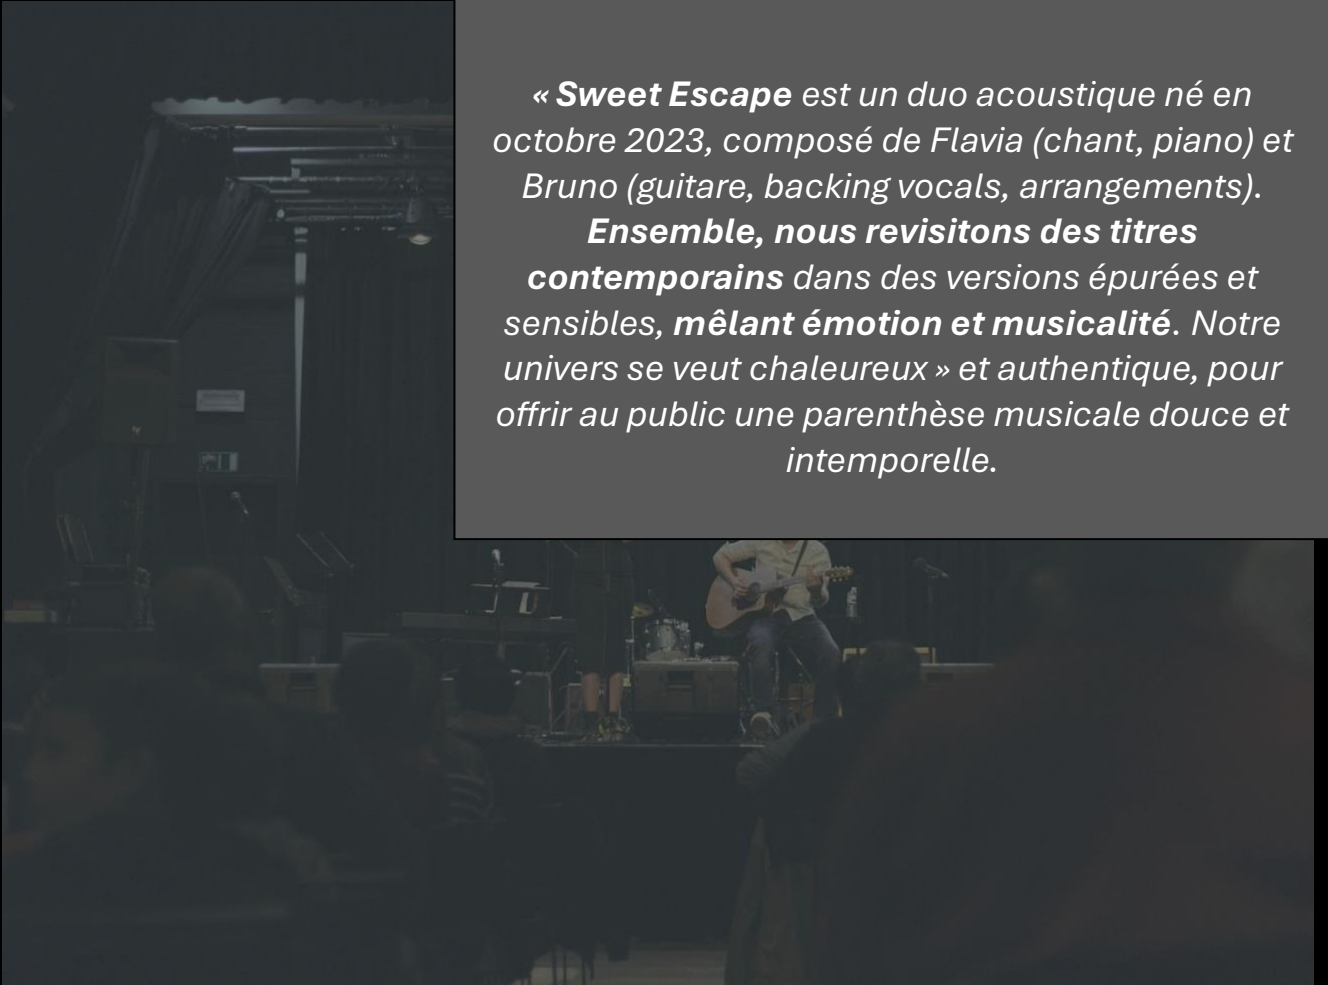 « Sweet Escape est un duo acoustique né en
octobre 2023, composé de Flavia (chant, piano) et
Bruno (guitare, backing vocals, arrangements).
Ensemble, nous revisitons des titres
contemporains dans des versions épurées et
sensibles, mêlant émotion et musicalité. Notre
univers se veut chaleureux » et authentique, pour
offrir au public une parenthèse musicale douce et
intemporelle.